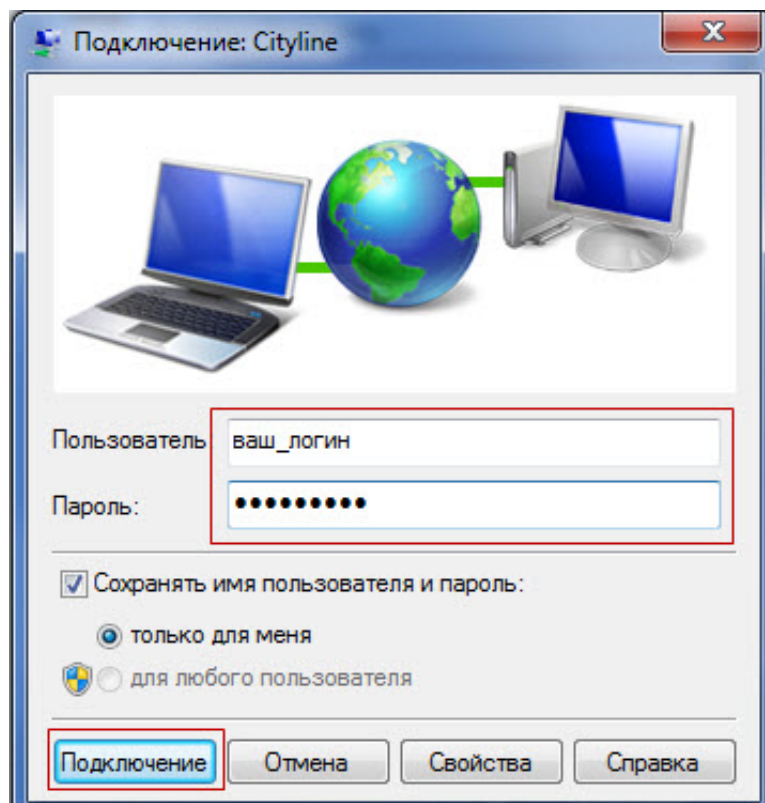 Подключение: Cityline
Пользователь
ваш_логин
Пароль:
•••••••••
Сохранять имя пользователя и пароль:
только для меня
для любого пользователя
Подключение
Отмена
Свойства
Справка